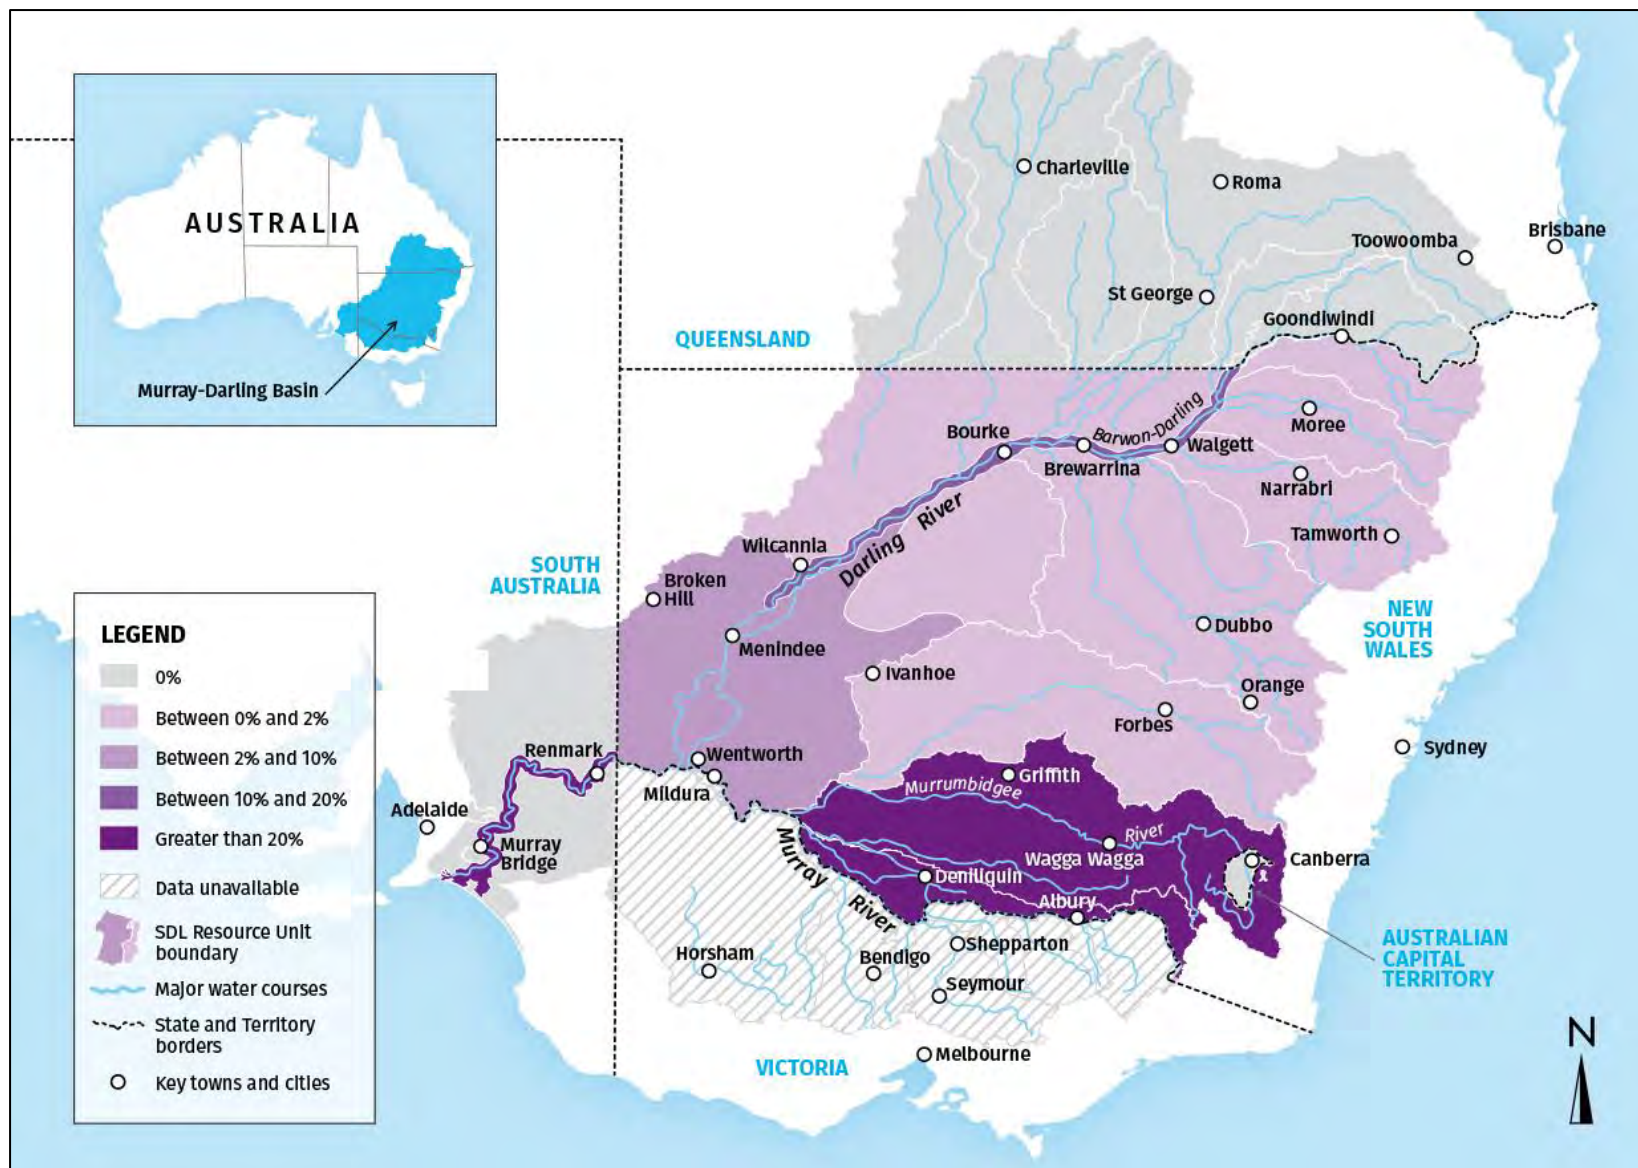 AUSTRALIA
Murray-Darling Basin
Charleville
Roma
Toowoomba
Brisbane
St George
Goondiwindi
QUEENSLAND
Bourke
Barwon-Darling
Moree
Brewarrina
Walgett
Narrabri
Darling River
Tamworth
Wilcannia
SOUTH
AUSTRALIA
Broken
Hill
NEW
SOUTH
WALES
Dubbo
Menindee
Ivanhoe
Orange
Forbes
Sydney
Renmark
Wentworth
Mildura
Griffith
Murrumbidgee
River
Adelaide
Murray
Bridge
Wagga Wagga
Canberra
Murray
River
Deniliquin
Albury
Horsham
Bendigo
Shepparton
Seymour
AUSTRALIAN
CAPITAL
TERRITORY
Melbourne
VICTORIA
N
LEGEND
0%
Between 0% and 2%
Between 2% and 10%
Between 10% and 20%
Greater than 20%
Data unavailable
SDL Resource Unit
boundary
Major water courses
State and Territory
borders
Key towns and cities